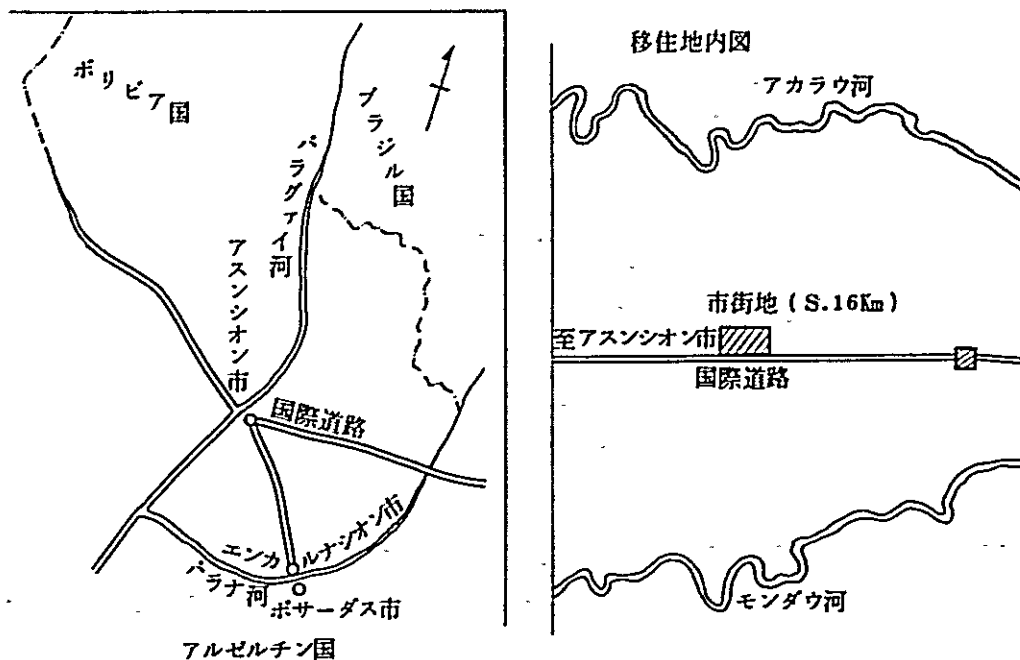 ボリビア国
ブラジル国
パラグァイ河
アスンシオン市
国際道路
エンカルナシオン市
パラナ河
ポサーダス市
アルゼルチン国
移住地内図
アカラウ河
市街地(S.16Km)
至アスンシオン市
国際道路
モンダウ河